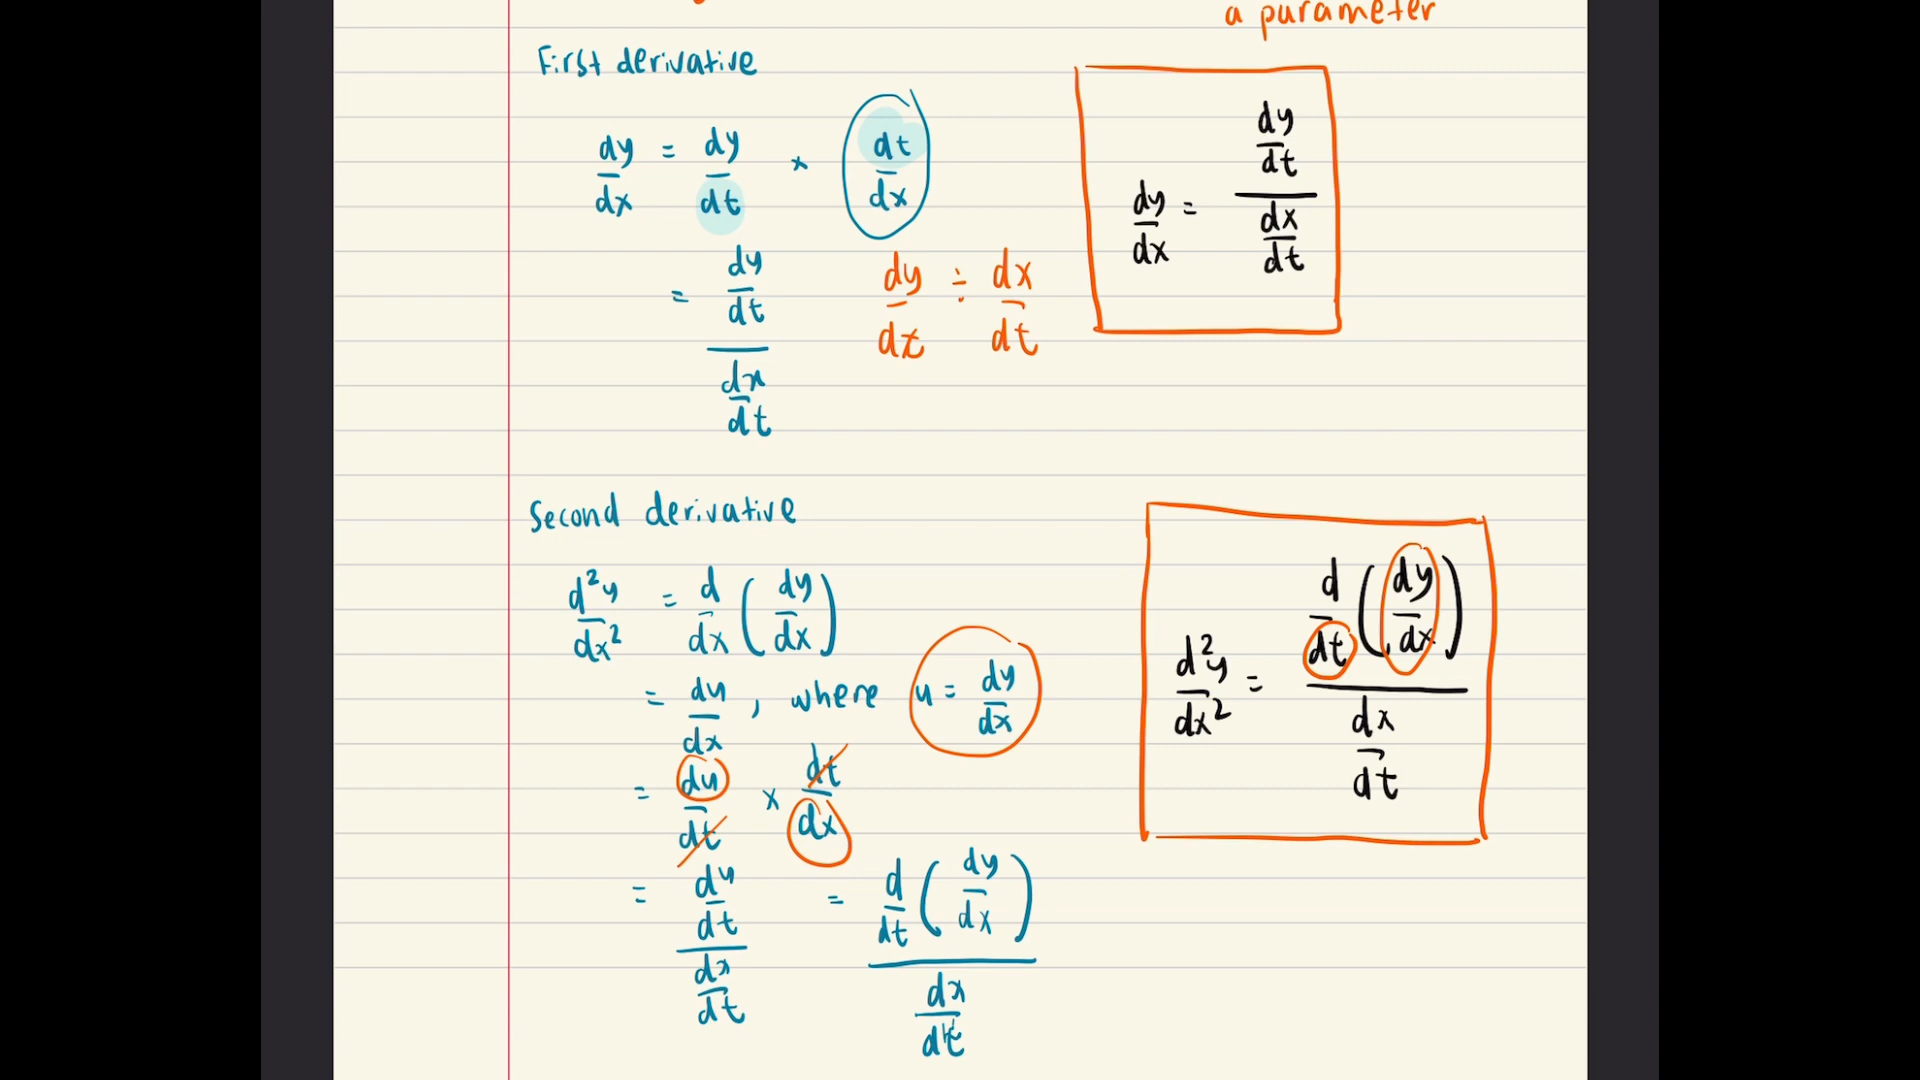 a parameter
First derivative
dy/dx = dy/dt × dt/dx
= (dy/dt)/(dx/dt)
dy/dt ÷ dx/dt
dy/dx = (dy/dt)/(dx/dt)
Second derivative
d²y/dx² = d/dx (dy/dx)
= du/dx , where u = dy/dx
= du/dt × dt/dx
= (du/dt)/(dx/dt) = (d/dt (dy/dx))/(dx/dt)
d²y/dx² = (d/dt (dy/dx))/(dx/dt)